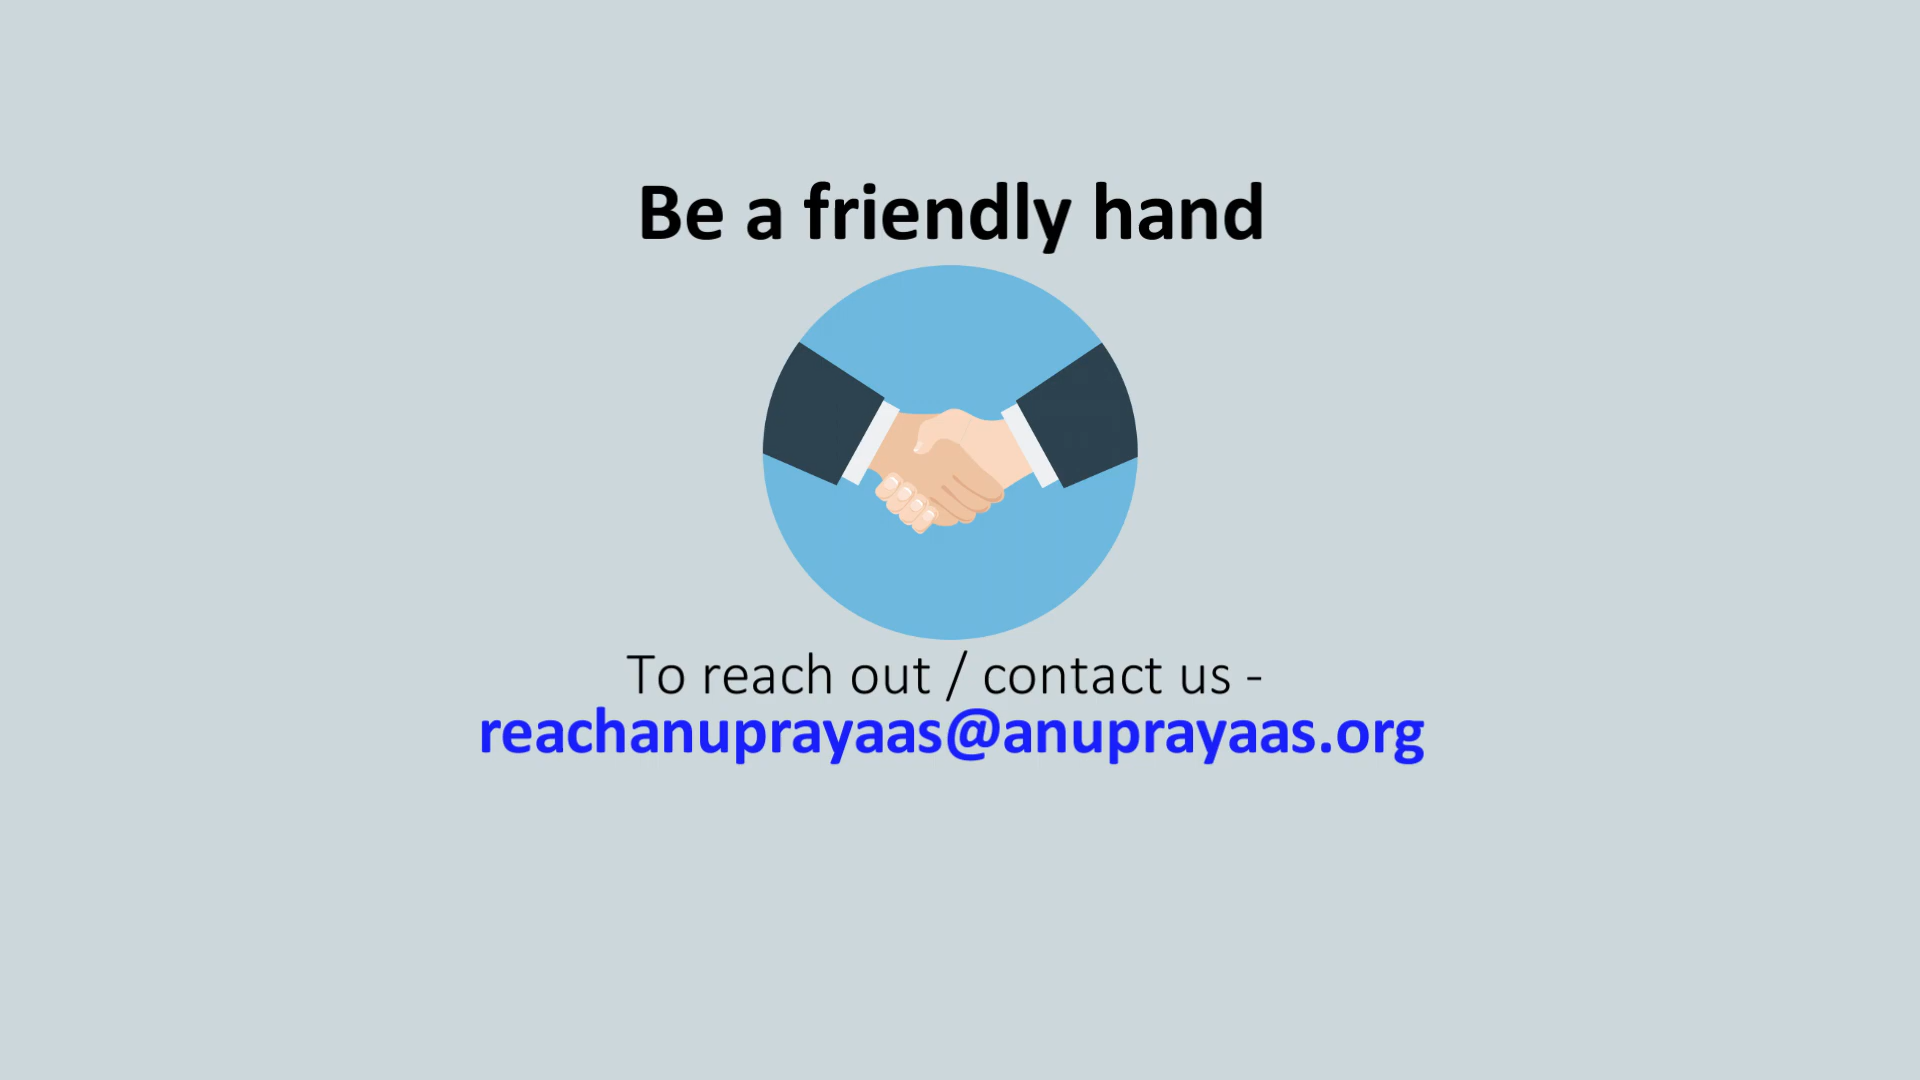 Be a friendly hand
To reach out / contact us -
reachanuprayaas@anuprayaas.org